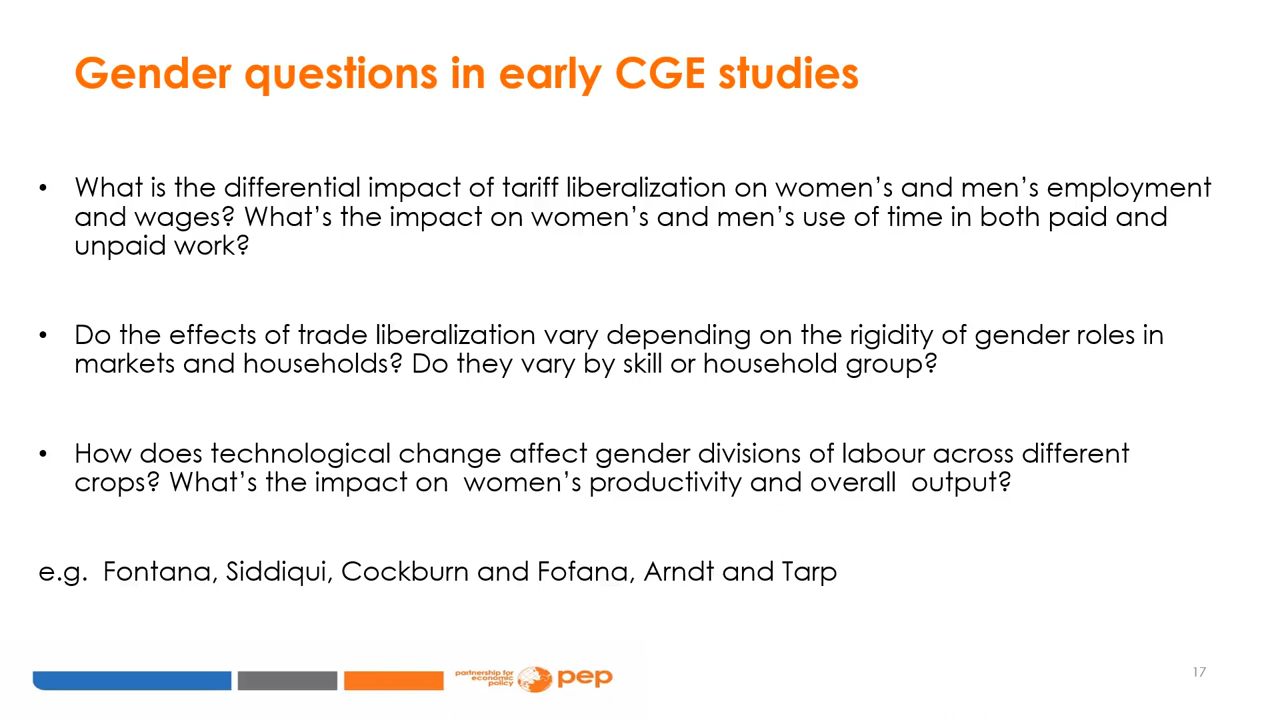 Gender questions in early CGE studies
• What is the differential impact of tariff liberalization on women’s and men’s employment
and wages? What’s the impact on women’s and men’s use of time in both paid and
unpaid work?
• Do the effects of trade liberalization vary depending on the rigidity of gender roles in
markets and households? Do they vary by skill or household group?
• How does technological change affect gender divisions of labour across different
crops? What’s the impact on  women’s productivity and overall  output?
e.g.  Fontana, Siddiqui, Cockburn and Fofana, Arndt and Tarp
partnership for
economic
policy
pep
17